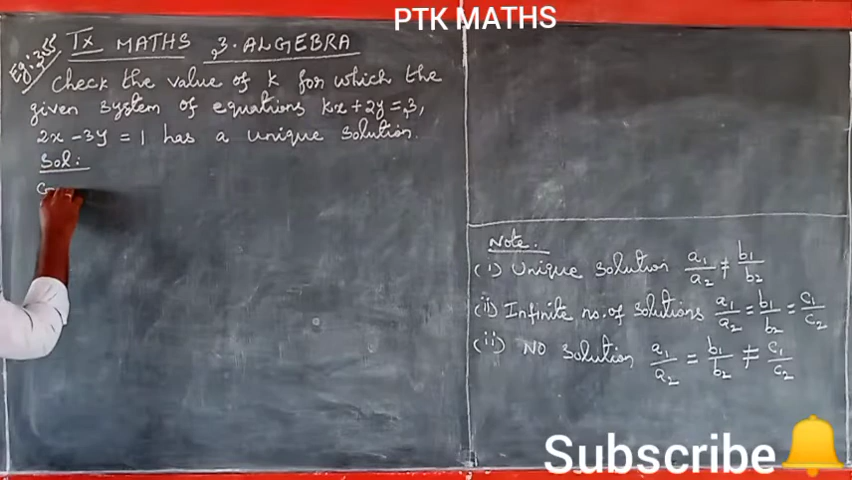 PTK MATHS
Eg: 3.55 IX MATHS 3. ALGEBRA
Check the value of k for which the
given system of equations kx + 2y = 3,
2x - 3y = 1 has a unique solution.
Sol:
G
Note.
(i) Unique solution a₁/a₂ ≠ b₁/b₂
(ii) Infinite no. of solutions a₁/a₂ = b₁/b₂ = c₁/c₂
(ii) NO solution a₁/a₂ = b₁/b₂ ≠ c₁/c₂
Subscribe